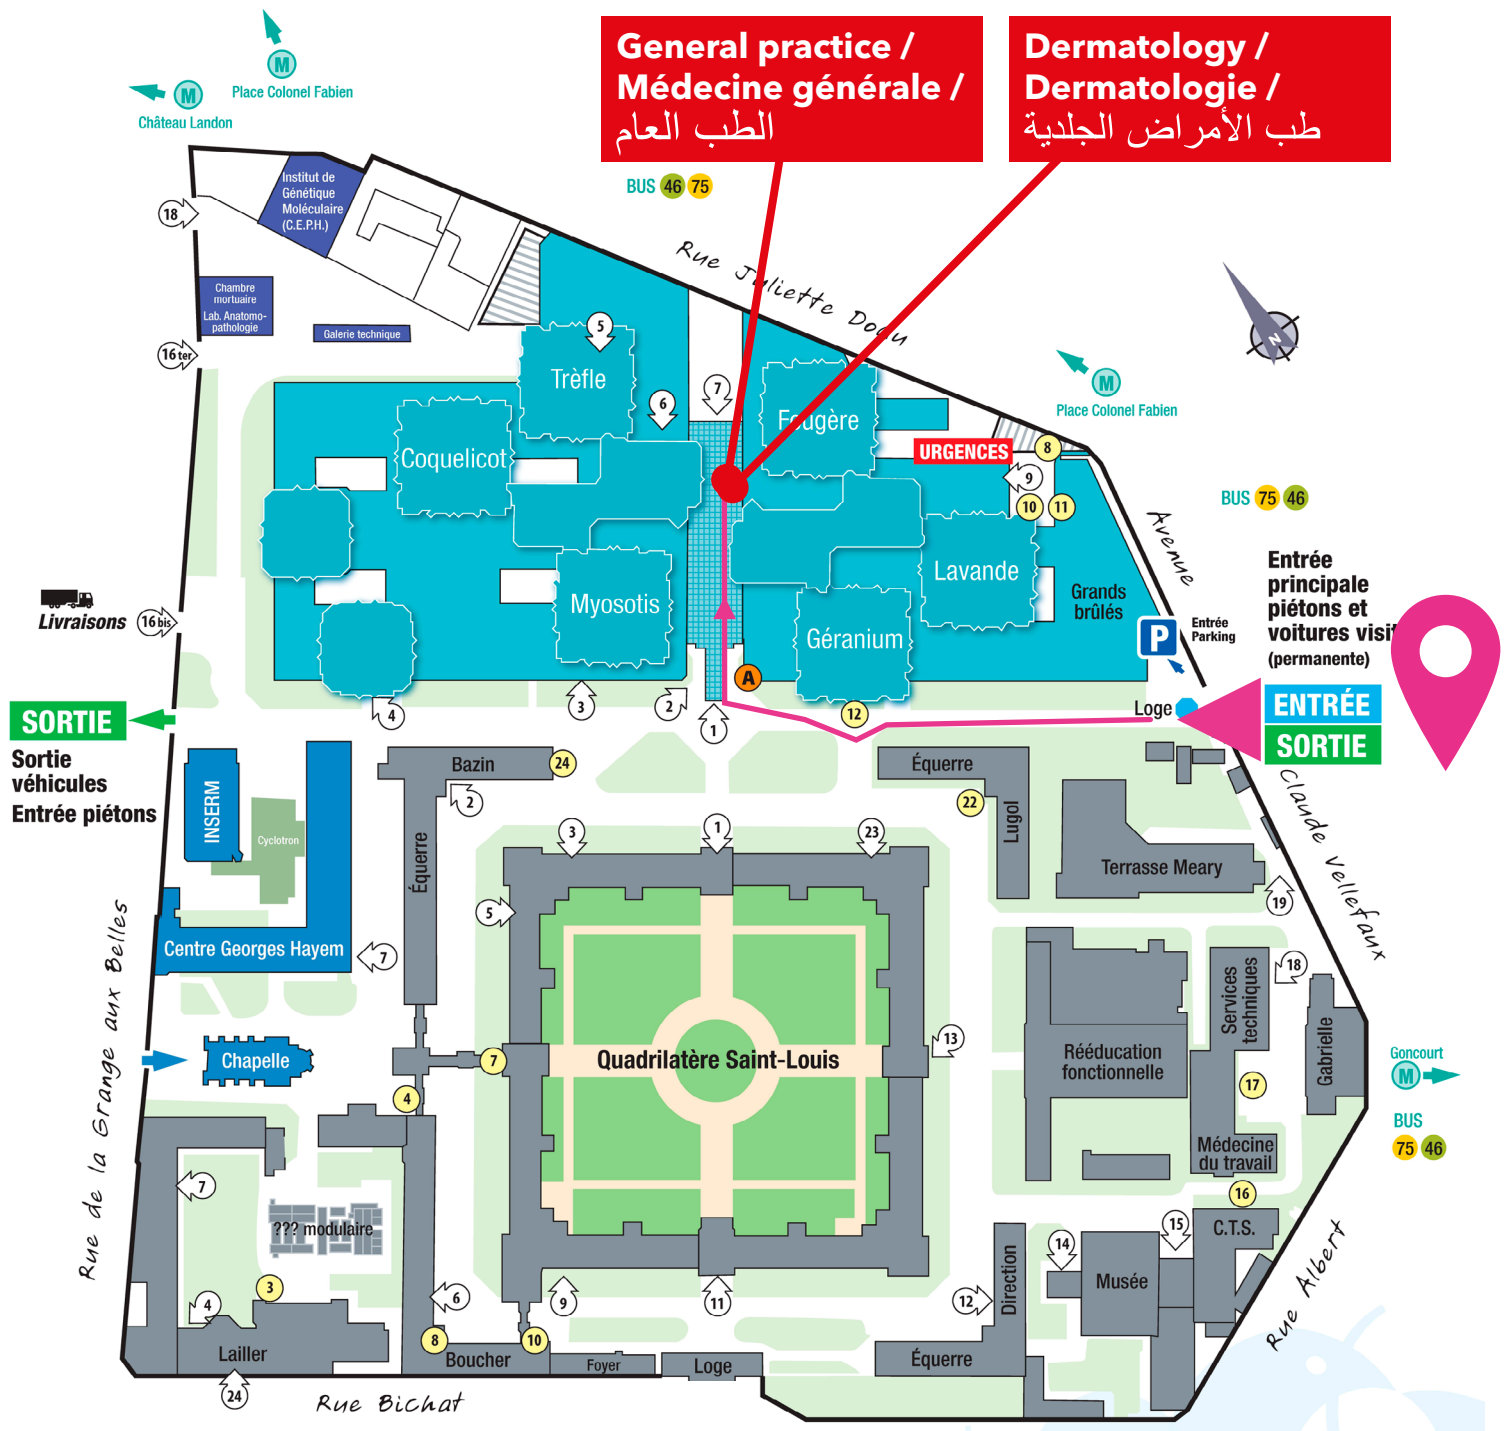 General practice /
Médecine générale /
الطب العام
Dermatology /
Dermatologie /
طب الأمراض الجلدية
M
Place Colonel Fabien
M
Château Landon
BUS 46 75
Rue Juliette Dodu
Institut de
Génétique
Moléculaire
(C.E.P.H.)
18
Chambre
mortuaire
Lab. Anatomo-
pathologie
Galerie technique
16 ter
N
M
Place Colonel Fabien
5
Trèfle
6
7
Fougère
Coquelicot
URGENCES
8
9
10
11
BUS 75 46
Avenue
Lavande
Myosotis
Géranium
Grands
brûlés
Livraisons
16 bis
P
Entrée
Parking
Entrée
principale
piétons et
voitures visit
(permanente)
A
Loge
ENTRÉE
SORTIE
SORTIE
Sortie
véhicules
Entrée piétons
4
3
2
1
12
INSERM
Cyclotron
Bazin
24
2
Équerre
Équerre
22
Lugol
Terrasse Meary
19
Claude Vellefaux
3
1
23
5
Centre Georges Hayem
7
Rue de la Grange aux Belles
Chapelle
7
4
Quadrilatère Saint-Louis
13
Rééducation
fonctionnelle
Services
techniques
18
Gabrielle
17
Médecine
du travail
16
Goncourt
M
BUS
75 46
7
??? modulaire
3
4
Lailler
24
6
8
Boucher
10
9
11
Foyer
Loge
12
Direction
Équerre
14
Musée
15
C.T.S.
Rue Albert
Rue Bichat